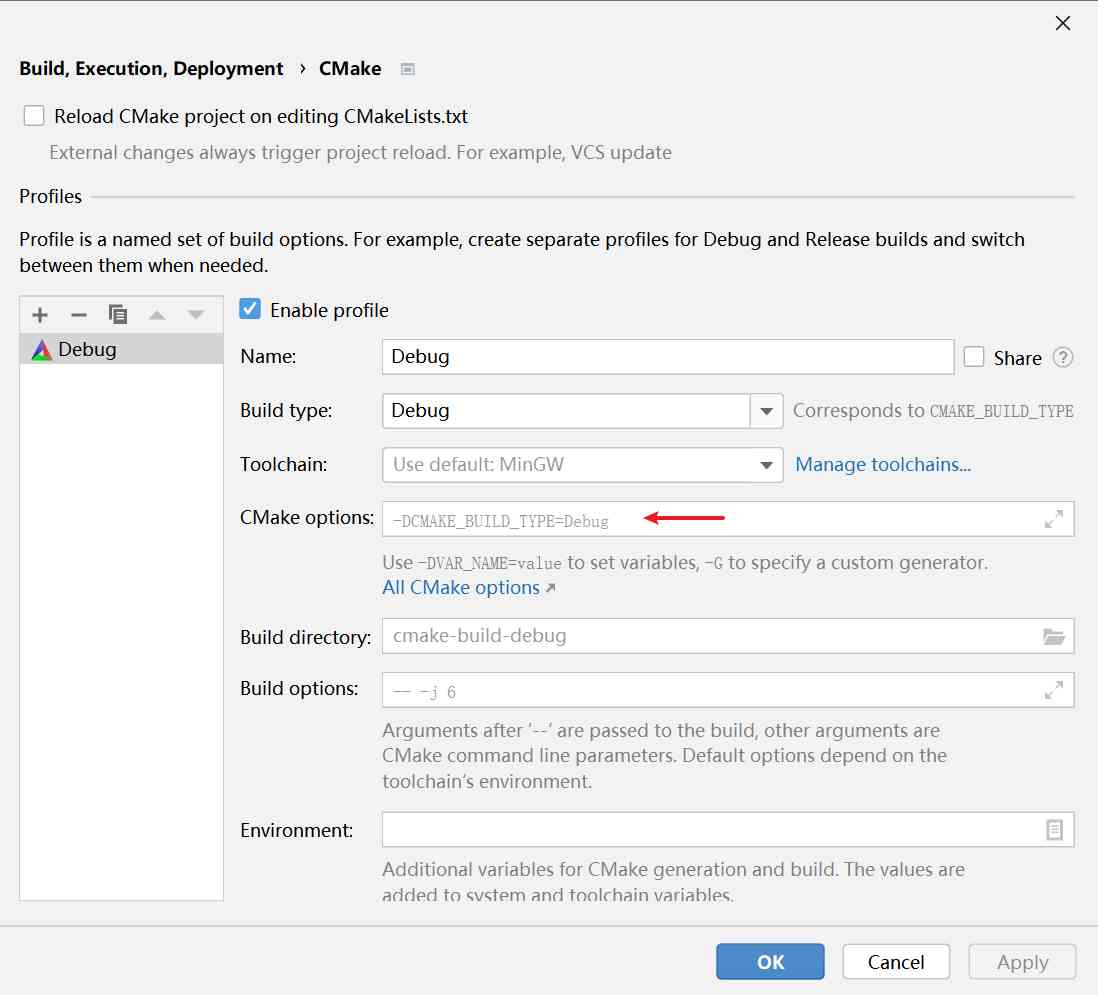 Build, Execution, Deployment › CMake
Reload CMake project on editing CMakeLists.txt
External changes always trigger project reload. For example, VCS update
Profiles
Profile is a named set of build options. For example, create separate profiles for Debug and Release builds and switch
between them when needed.
Debug
Enable profile
Name: Debug Share ?
Build type: Debug Corresponds to CMAKE_BUILD_TYPE
Toolchain: Use default: MinGW Manage toolchains...
CMake options: -DCMAKE_BUILD_TYPE=Debug
Use -DVAR_NAME=value to set variables, -G to specify a custom generator.
All CMake options ↗
Build directory: cmake-build-debug
Build options: -- -j 6
Arguments after '--' are passed to the build, other arguments are
CMake command line parameters. Default options depend on the
toolchain's environment.
Environment:
Additional variables for CMake generation and build. The values are
added to system and toolchain variables.
OK Cancel Apply